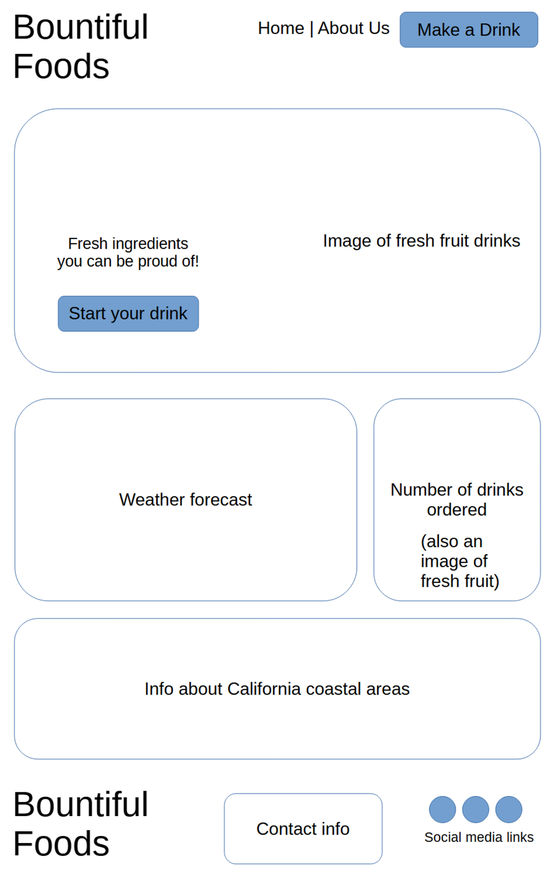 Bountiful
Foods
Home | About Us
Make a Drink
Fresh ingredients
you can be proud of!
Start your drink
Image of fresh fruit drinks
Weather forecast
Number of drinks
ordered
(also an
image of
fresh fruit)
Info about California coastal areas
Bountiful
Foods
Contact info
Social media links